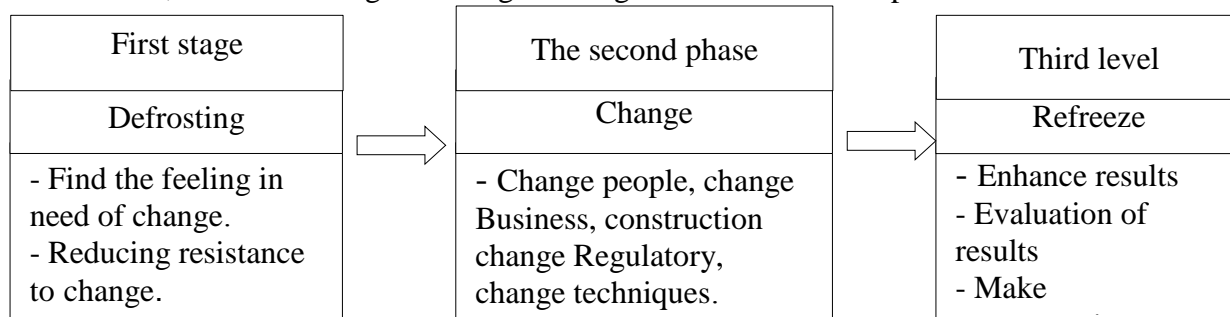 First stage
Defrosting
- Find the feeling in
need of change.
- Reducing resistance
to change.
The second phase
Change
- Change people, change
Business, construction
change Regulatory,
change techniques.
Third level
Refreeze
- Enhance results
- Evaluation of
results
- Make